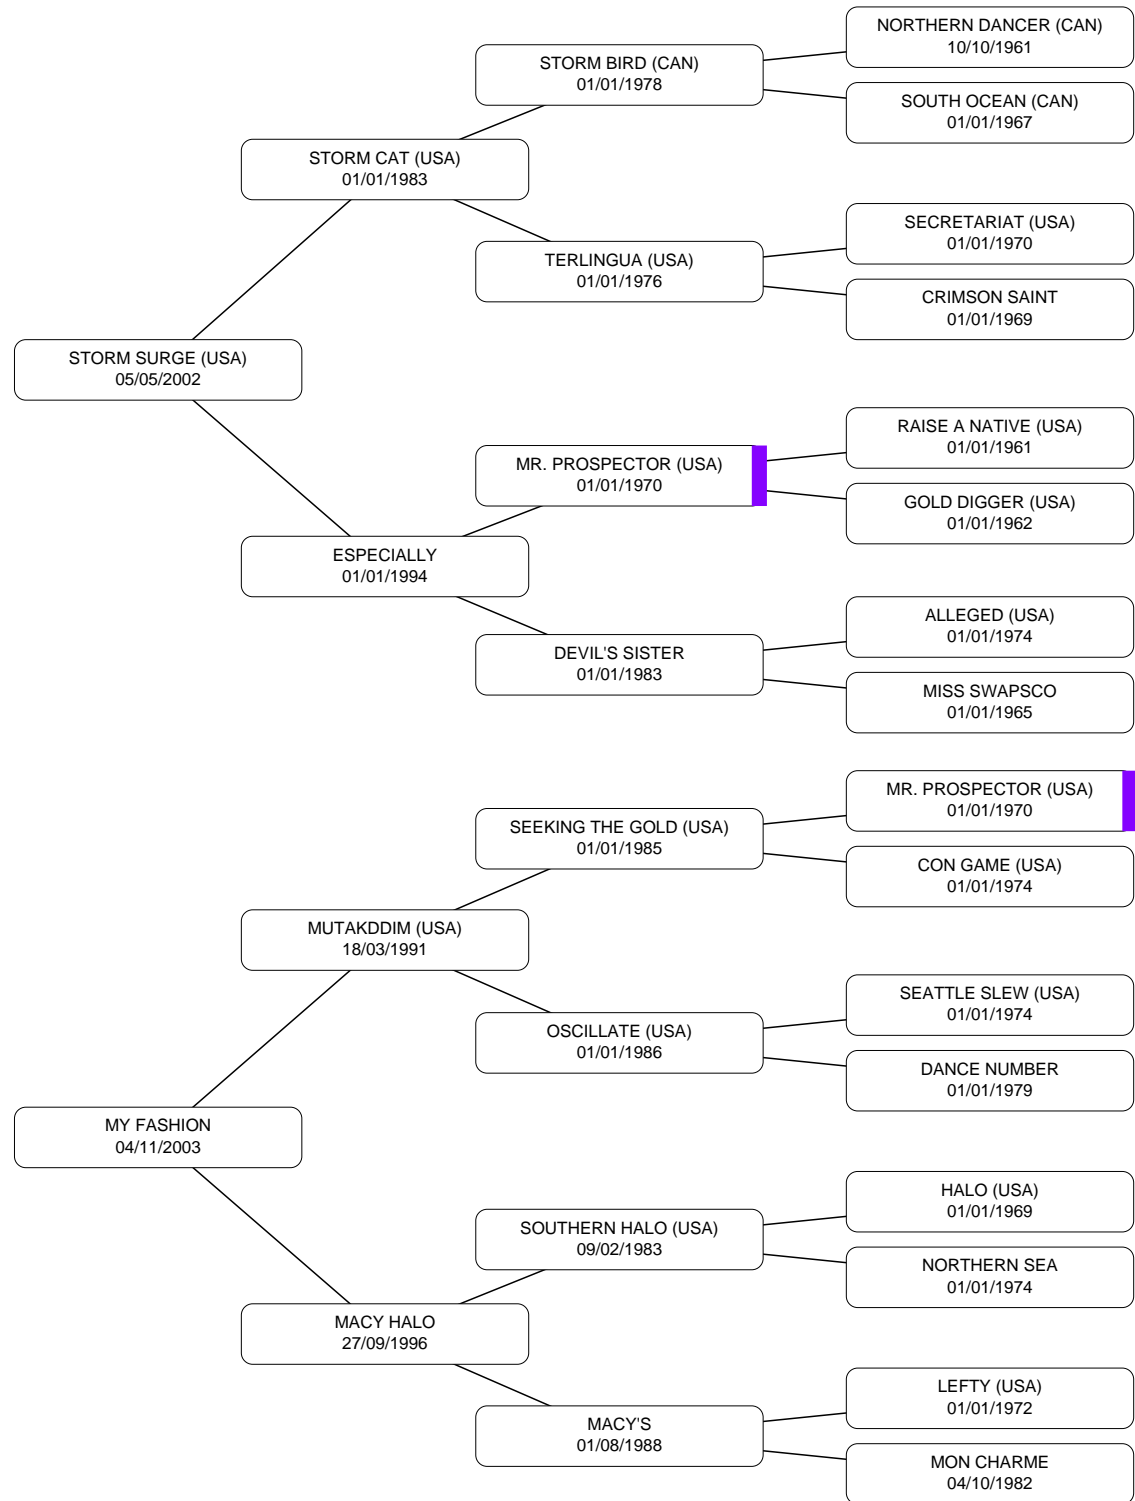 NORTHERN DANCER (CAN)
10/10/1961
STORM BIRD (CAN)
01/01/1978
SOUTH OCEAN (CAN)
01/01/1967
STORM CAT (USA)
01/01/1983
SECRETARIAT (USA)
01/01/1970
TERLINGUA (USA)
01/01/1976
CRIMSON SAINT
01/01/1969
STORM SURGE (USA)
05/05/2002
RAISE A NATIVE (USA)
01/01/1961
MR. PROSPECTOR (USA)
01/01/1970
GOLD DIGGER (USA)
01/01/1962
ESPECIALLY
01/01/1994
ALLEGED (USA)
01/01/1974
DEVIL'S SISTER
01/01/1983
MISS SWAPSCO
01/01/1965
MR. PROSPECTOR (USA)
01/01/1970
SEEKING THE GOLD (USA)
01/01/1985
CON GAME (USA)
01/01/1974
MUTAKDDIM (USA)
18/03/1991
SEATTLE SLEW (USA)
01/01/1974
OSCILLATE (USA)
01/01/1986
DANCE NUMBER
01/01/1979
MY FASHION
04/11/2003
HALO (USA)
01/01/1969
SOUTHERN HALO (USA)
09/02/1983
NORTHERN SEA
01/01/1974
MACY HALO
27/09/1996
LEFTY (USA)
01/01/1972
MACY'S
01/08/1988
MON CHARME
04/10/1982